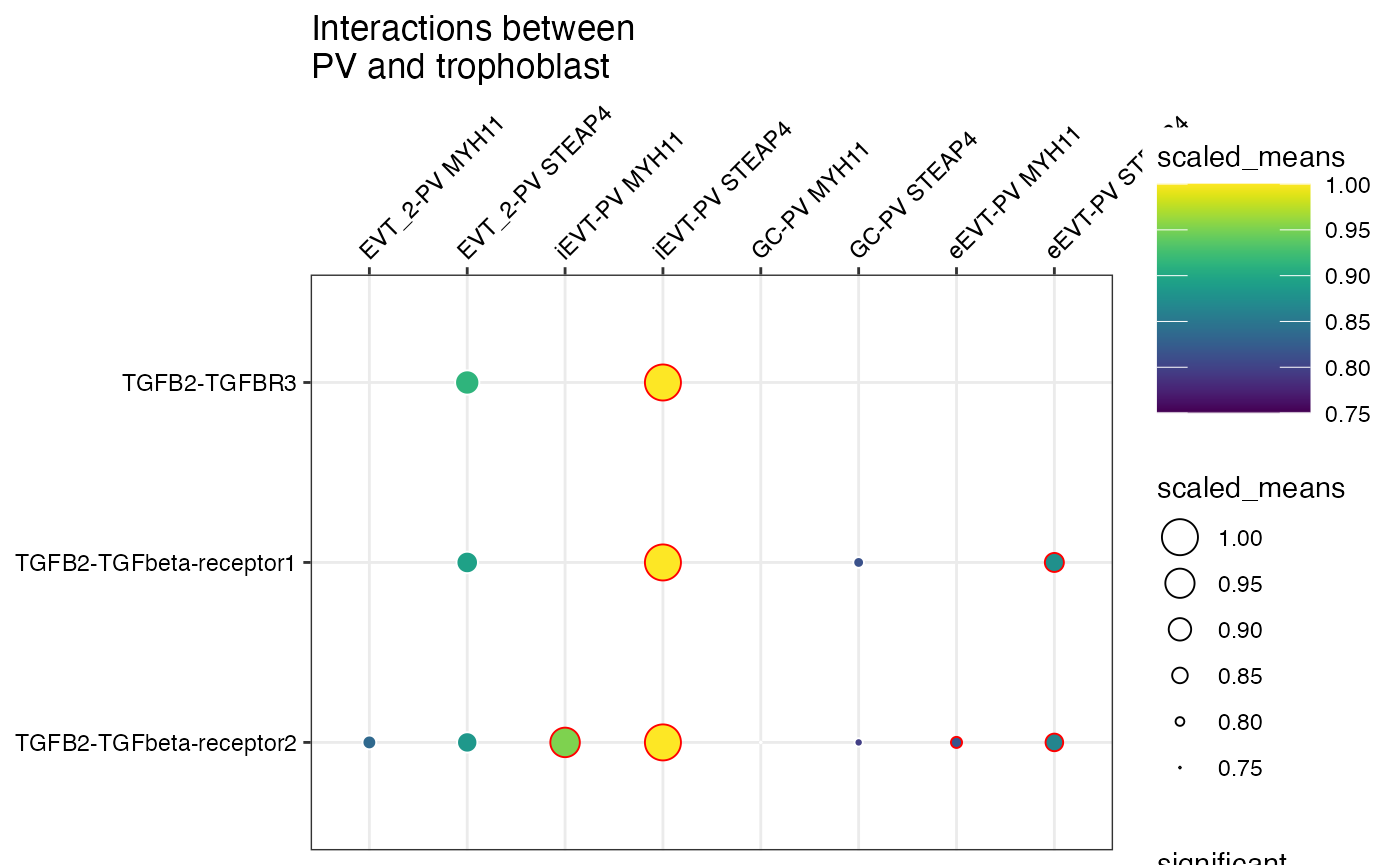 Interactions between
PV and trophoblast
EVT_2-PV MYH11
EVT_2-PV STEAP4
iEVT-PV MYH11
iEVT-PV STEAP4
GC-PV MYH11
GC-PV STEAP4
eEVT-PV MYH11
eEVT-PV
TGFB2-TGFBR3
TGFB2-TGFbeta-receptor1
TGFB2-TGFbeta-receptor2
scaled_means
1.00
0.95
0.90
0.85
0.80
0.75
scaled_means
1.00
0.95
0.90
0.85
0.80
0.75
significant